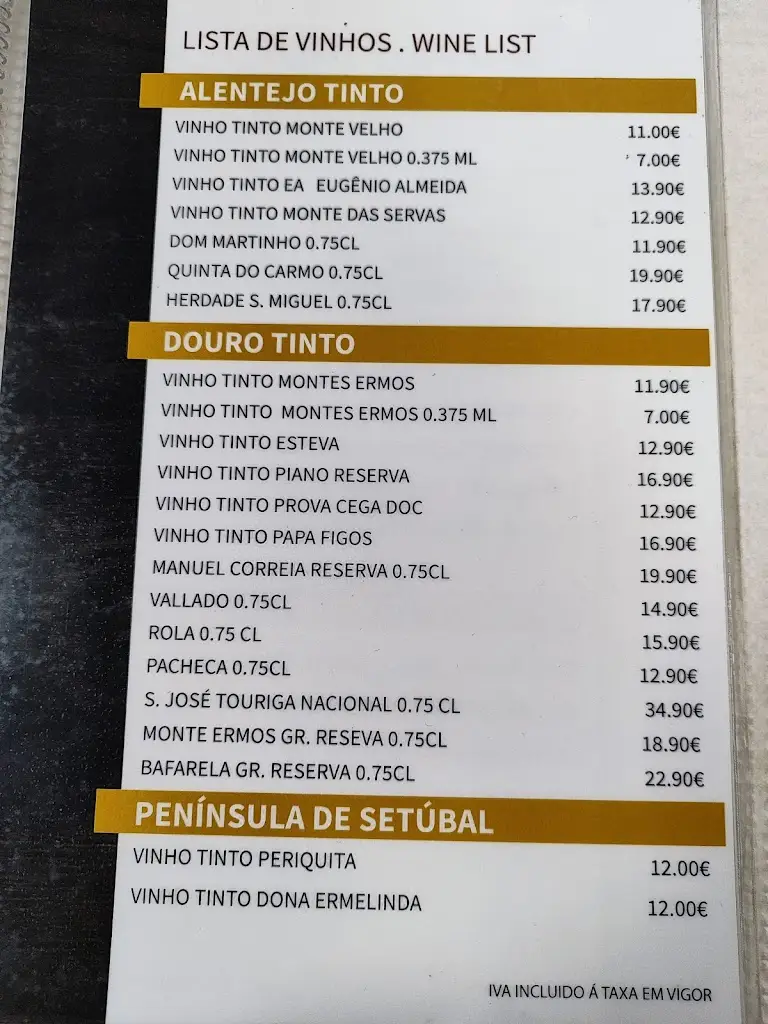 LISTA DE VINHOS . WINE LIST
ALENTEJO TINTO
VINHO TINTO MONTE VELHO 11.00€
VINHO TINTO MONTE VELHO 0.375 ML 7.00€
VINHO TINTO EA EUGÊNIO ALMEIDA 13.90€
VINHO TINTO MONTE DAS SERVAS 12.90€
DOM MARTINHO 0.75CL 11.90€
QUINTA DO CARMO 0.75CL 19.90€
HERDADE S. MIGUEL 0.75CL 17.90€
DOURO TINTO
VINHO TINTO MONTES ERMOS 11.90€
VINHO TINTO MONTES ERMOS 0.375 ML 7.00€
VINHO TINTO ESTEVA 12.90€
VINHO TINTO PIANO RESERVA 16.90€
VINHO TINTO PROVA CEGA DOC 12.90€
VINHO TINTO PAPA FIGOS 16.90€
MANUEL CORREIA RESERVA 0.75CL 19.90€
VALLADO 0.75CL 14.90€
ROLA 0.75 CL 15.90€
PACHECA 0.75CL 12.90€
S. JOSÉ TOURIGA NACIONAL 0.75 CL 34.90€
MONTE ERMOS GR. RESEVA 0.75CL 18.90€
BAFARELA GR. RESERVA 0.75CL 22.90€
PENÍNSULA DE SETÚBAL
VINHO TINTO PERIQUITA 12.00€
VINHO TINTO DONA ERMELINDA 12.00€
IVA INCLUIDO Á TAXA EM VIGOR